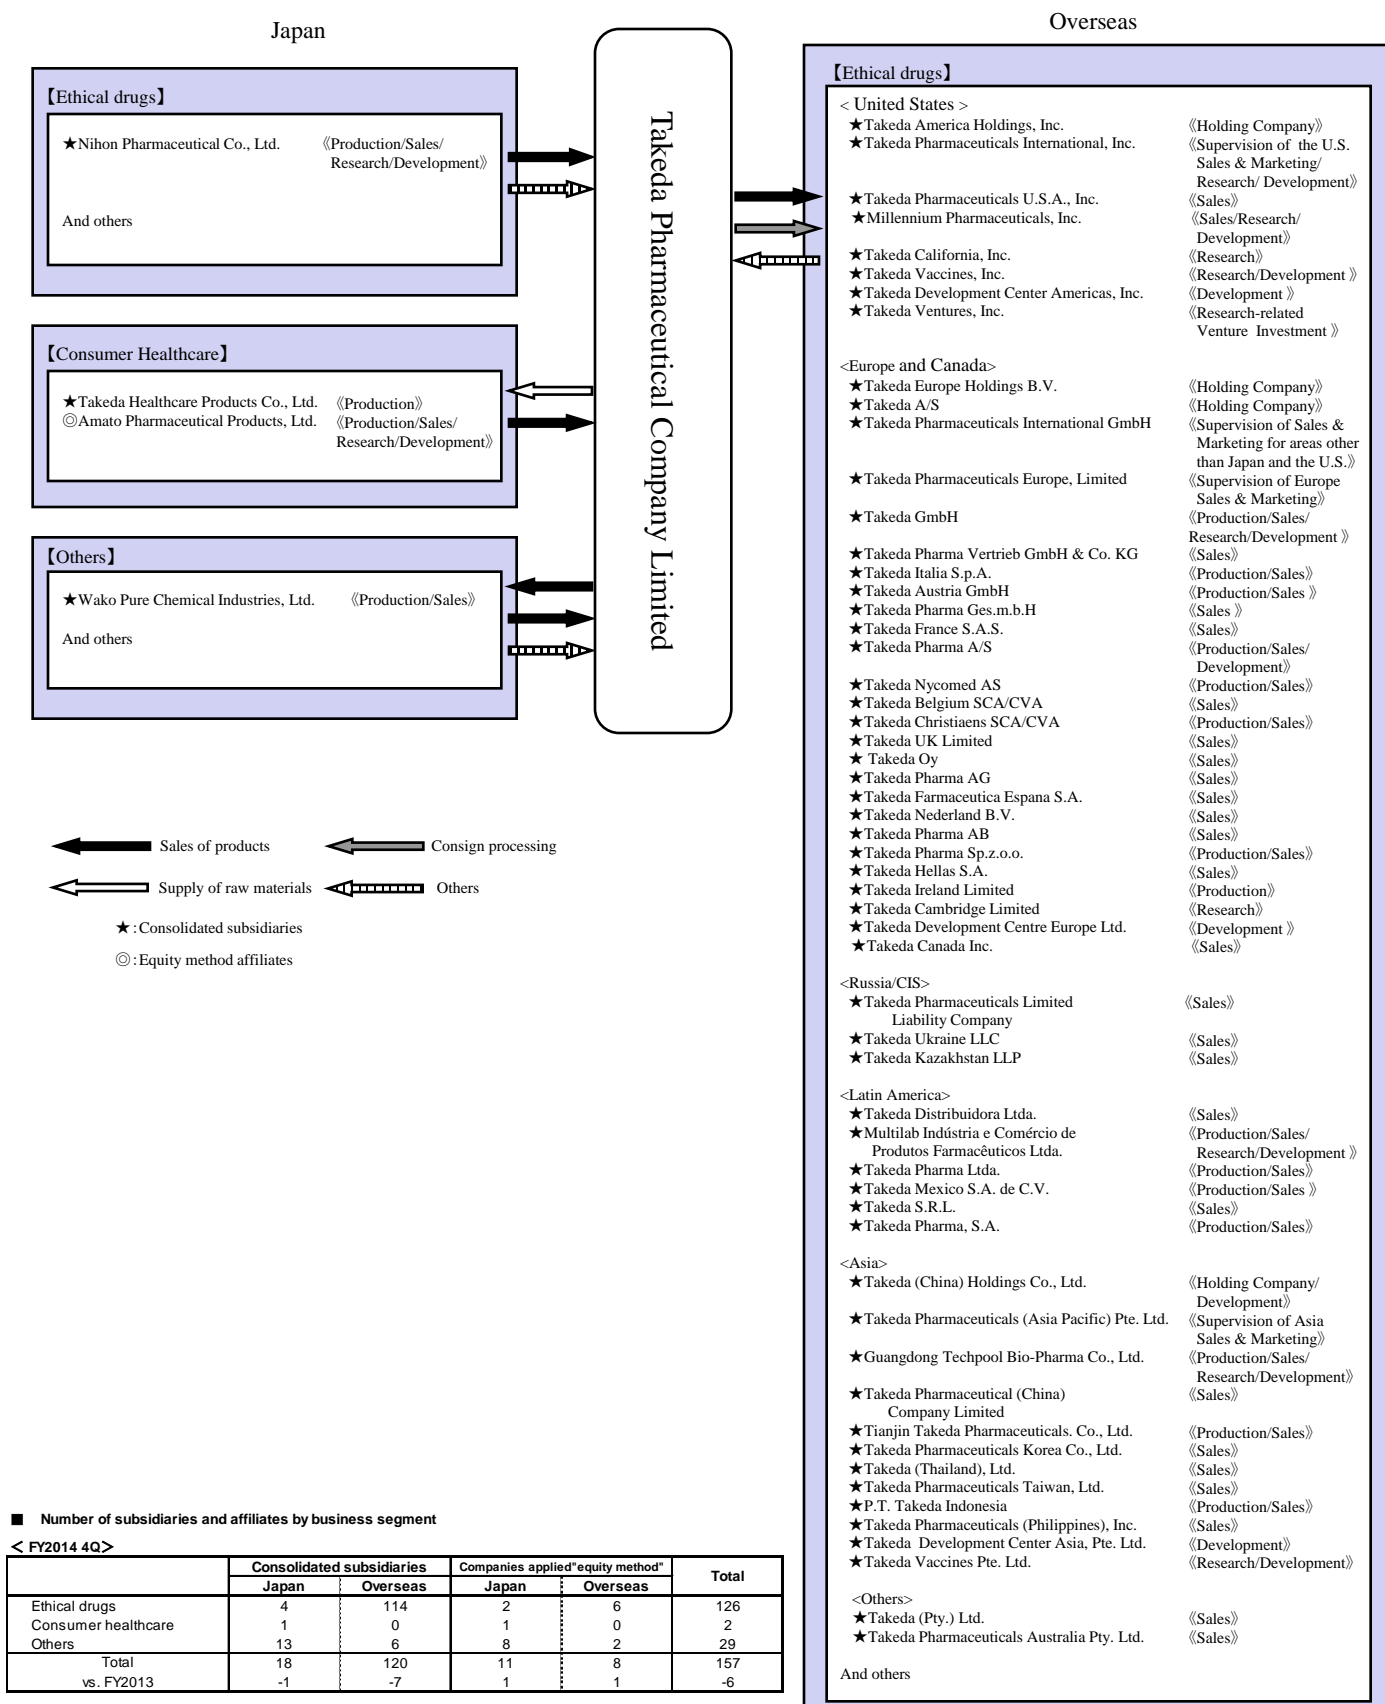 Japan
【Ethical drugs】
★Nihon Pharmaceutical Co., Ltd. 《Production/Sales/
Research/Development》
And others
【Consumer Healthcare】
★Takeda Healthcare Products Co., Ltd. 《Production》
◎Amato Pharmaceutical Products, Ltd. 《Production/Sales/
Research/Development》
【Others】
★Wako Pure Chemical Industries, Ltd. 《Production/Sales》
And others
Takeda Pharmaceutical Company Limited
Sales of products
Consign processing
Supply of raw materials
Others
★:Consolidated subsidiaries
◎:Equity method affiliates
Overseas
【Ethical drugs】
< United States >
★Takeda America Holdings, Inc. 《Holding Company》
★Takeda Pharmaceuticals International, Inc. 《Supervision of the U.S.
Sales & Marketing/
Research/ Development》
★Takeda Pharmaceuticals U.S.A., Inc. 《Sales》
★Millennium Pharmaceuticals, Inc. 《Sales/Research/
Development》
★Takeda California, Inc. 《Research》
★Takeda Vaccines, Inc. 《Research/Development 》
★Takeda Development Center Americas, Inc. 《Development 》
★Takeda Ventures, Inc. 《Research-related
Venture Investment 》
<Europe and Canada>
★Takeda Europe Holdings B.V. 《Holding Company》
★Takeda A/S 《Holding Company》
★Takeda Pharmaceuticals International GmbH 《Supervision of Sales &
Marketing for areas other
than Japan and the U.S.》
★Takeda Pharmaceuticals Europe, Limited 《Supervision of Europe
Sales & Marketing》
★Takeda GmbH 《Production/Sales/
Research/Development 》
★Takeda Pharma Vertrieb GmbH & Co. KG 《Sales》
★Takeda Italia S.p.A. 《Production/Sales》
★Takeda Austria GmbH 《Production/Sales 》
★Takeda Pharma Ges.m.b.H 《Sales 》
★Takeda France S.A.S. 《Sales》
★Takeda Pharma A/S 《Production/Sales/
Development》
★Takeda Nycomed AS 《Production/Sales》
★Takeda Belgium SCA/CVA 《Sales》
★Takeda Christiaens SCA/CVA 《Production/Sales》
★Takeda UK Limited 《Sales》
★ Takeda Oy 《Sales》
★Takeda Pharma AG 《Sales》
★Takeda Farmaceutica Espana S.A. 《Sales》
★Takeda Nederland B.V. 《Sales》
★Takeda Pharma AB 《Sales》
★Takeda Pharma Sp.z.o.o. 《Production/Sales》
★Takeda Hellas S.A. 《Sales》
★Takeda Ireland Limited 《Production》
★Takeda Cambridge Limited 《Research》
★Takeda Development Centre Europe Ltd. 《Development 》
★Takeda Canada Inc. 《Sales》
<Russia/CIS>
★Takeda Pharmaceuticals Limited 《Sales》
Liability Company
★Takeda Ukraine LLC 《Sales》
★Takeda Kazakhstan LLP 《Sales》
<Latin America>
★Takeda Distribuidora Ltda. 《Sales》
★Multilab Indústria e Comércio de 《Production/Sales/
Produtos Farmacêuticos Ltda. Research/Development 》
★Takeda Pharma Ltda. 《Production/Sales》
★Takeda Mexico S.A. de C.V. 《Production/Sales 》
★Takeda S.R.L. 《Sales》
★Takeda Pharma, S.A. 《Production/Sales》
<Asia>
★Takeda (China) Holdings Co., Ltd. 《Holding Company/
Development》
★Takeda Pharmaceuticals (Asia Pacific) Pte. Ltd. 《Supervision of Asia
Sales & Marketing》
★Guangdong Techpool Bio-Pharma Co., Ltd. 《Production/Sales/
Research/Development》
★Takeda Pharmaceutical (China) 《Sales》
Company Limited
★Tianjin Takeda Pharmaceuticals. Co., Ltd. 《Production/Sales》
★Takeda Pharmaceuticals Korea Co., Ltd. 《Sales》
★Takeda (Thailand), Ltd. 《Sales》
★Takeda Pharmaceuticals Taiwan, Ltd. 《Sales》
★P.T. Takeda Indonesia 《Production/Sales》
★Takeda Pharmaceuticals (Philippines), Inc. 《Sales》
★Takeda Development Center Asia, Pte. Ltd. 《Development》
★Takeda Vaccines Pte. Ltd. 《Research/Development》
<Others>
★Takeda (Pty.) Ltd. 《Sales》
★Takeda Pharmaceuticals Australia Pty. Ltd. 《Sales》
And others
■ Number of subsidiaries and affiliates by business segment
< FY2014 4Q>
Consolidated subsidiaries Companies applied"equity method" Total
Japan Overseas Japan Overseas
Ethical drugs 4 114 2 6 126
Consumer healthcare 1 0 1 0 2
Others 13 6 8 2 29
Total 18 120 11 8 157
vs. FY2013 -1 -7 1 1 -6